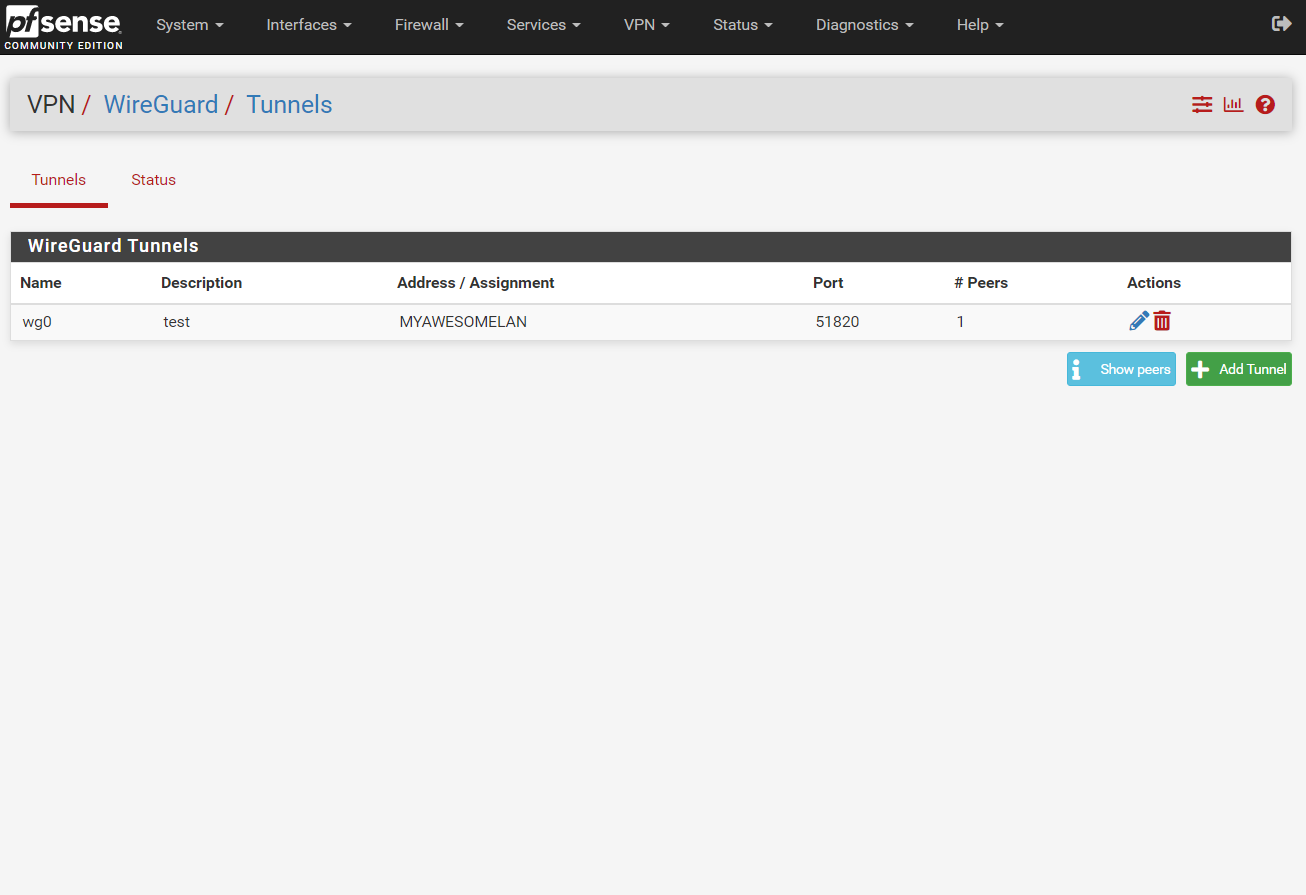 pfsense System Interfaces Firewall Services VPN Status Diagnostics Help
COMMUNITY EDITION
VPN / WireGuard / Tunnels
Tunnels Status
WireGuard Tunnels
Name Description Address / Assignment Port # Peers Actions
wg0 test MYAWESOMELAN 51820 1
Show peers Add Tunnel